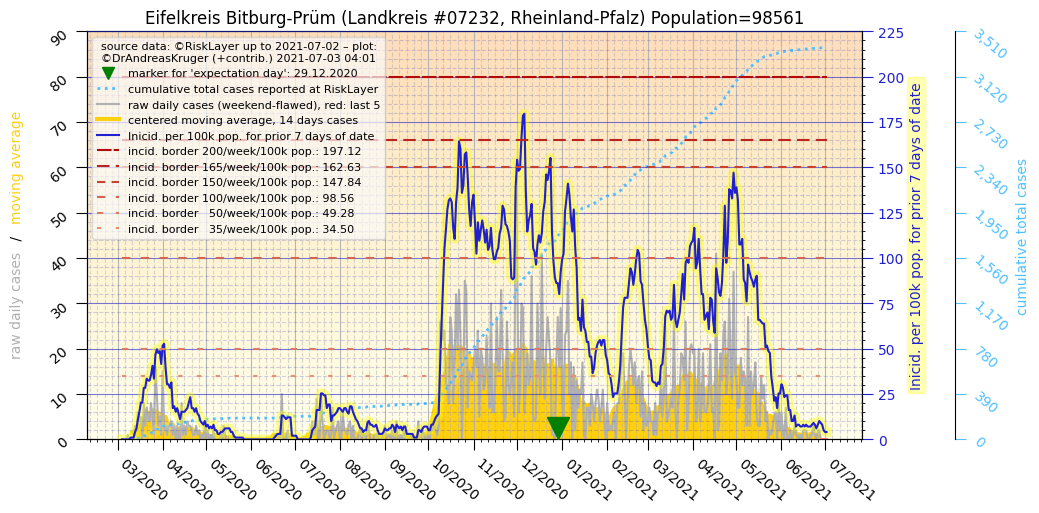 Eifelkreis Bitburg-Prüm (Landkreis #07232, Rheinland-Pfalz) Population=98561
source data: ©RiskLayer up to 2021-07-02 – plot:
©DrAndreasKruger (+contrib.) 2021-07-03 04:01
marker for 'expectation day': 29.12.2020
cumulative total cases reported at RiskLayer
raw daily cases (weekend-flawed), red: last 5
centered moving average, 14 days cases
Inicid. per 100k pop. for prior 7 days of date
incid. border 200/week/100k pop.: 197.12
incid. border 165/week/100k pop.: 162.63
incid. border 150/week/100k pop.: 147.84
incid. border 100/week/100k pop.: 98.56
incid. border   50/week/100k pop.: 49.28
incid. border   35/week/100k pop.: 34.50
raw daily cases  /  moving average
90
80
70
60
50
40
30
20
10
0
03/2020
04/2020
05/2020
06/2020
07/2020
08/2020
09/2020
10/2020
11/2020
12/2020
01/2021
02/2021
03/2021
04/2021
05/2021
06/2021
07/2021
225
200
175
150
125
100
75
50
25
0
Inicid. per 100k pop. for prior 7 days of date
3,510
3,120
2,730
2,340
1,950
1,560
1,170
780
390
0
cumulative total cases